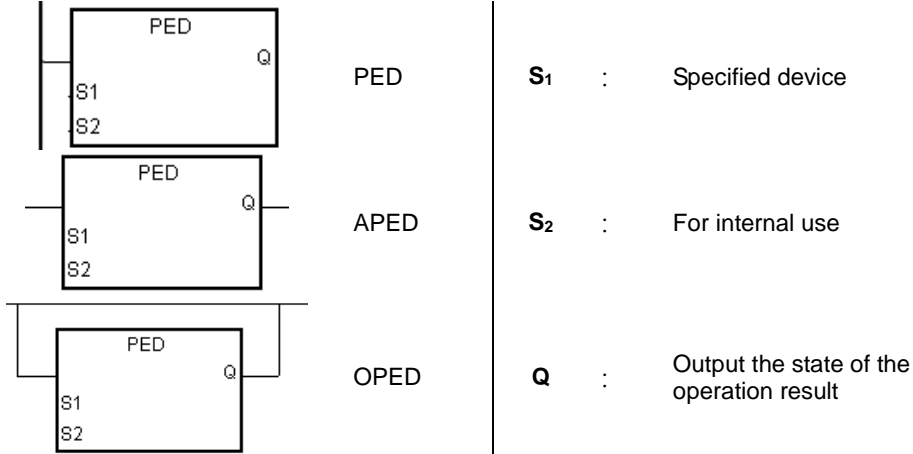 PED
Q
S1
S2
PED
S1 : Specified device
PED
Q
S1
S2
APED
S2 : For internal use
PED
Q
S1
S2
OPED
Q : Output the state of the
operation result